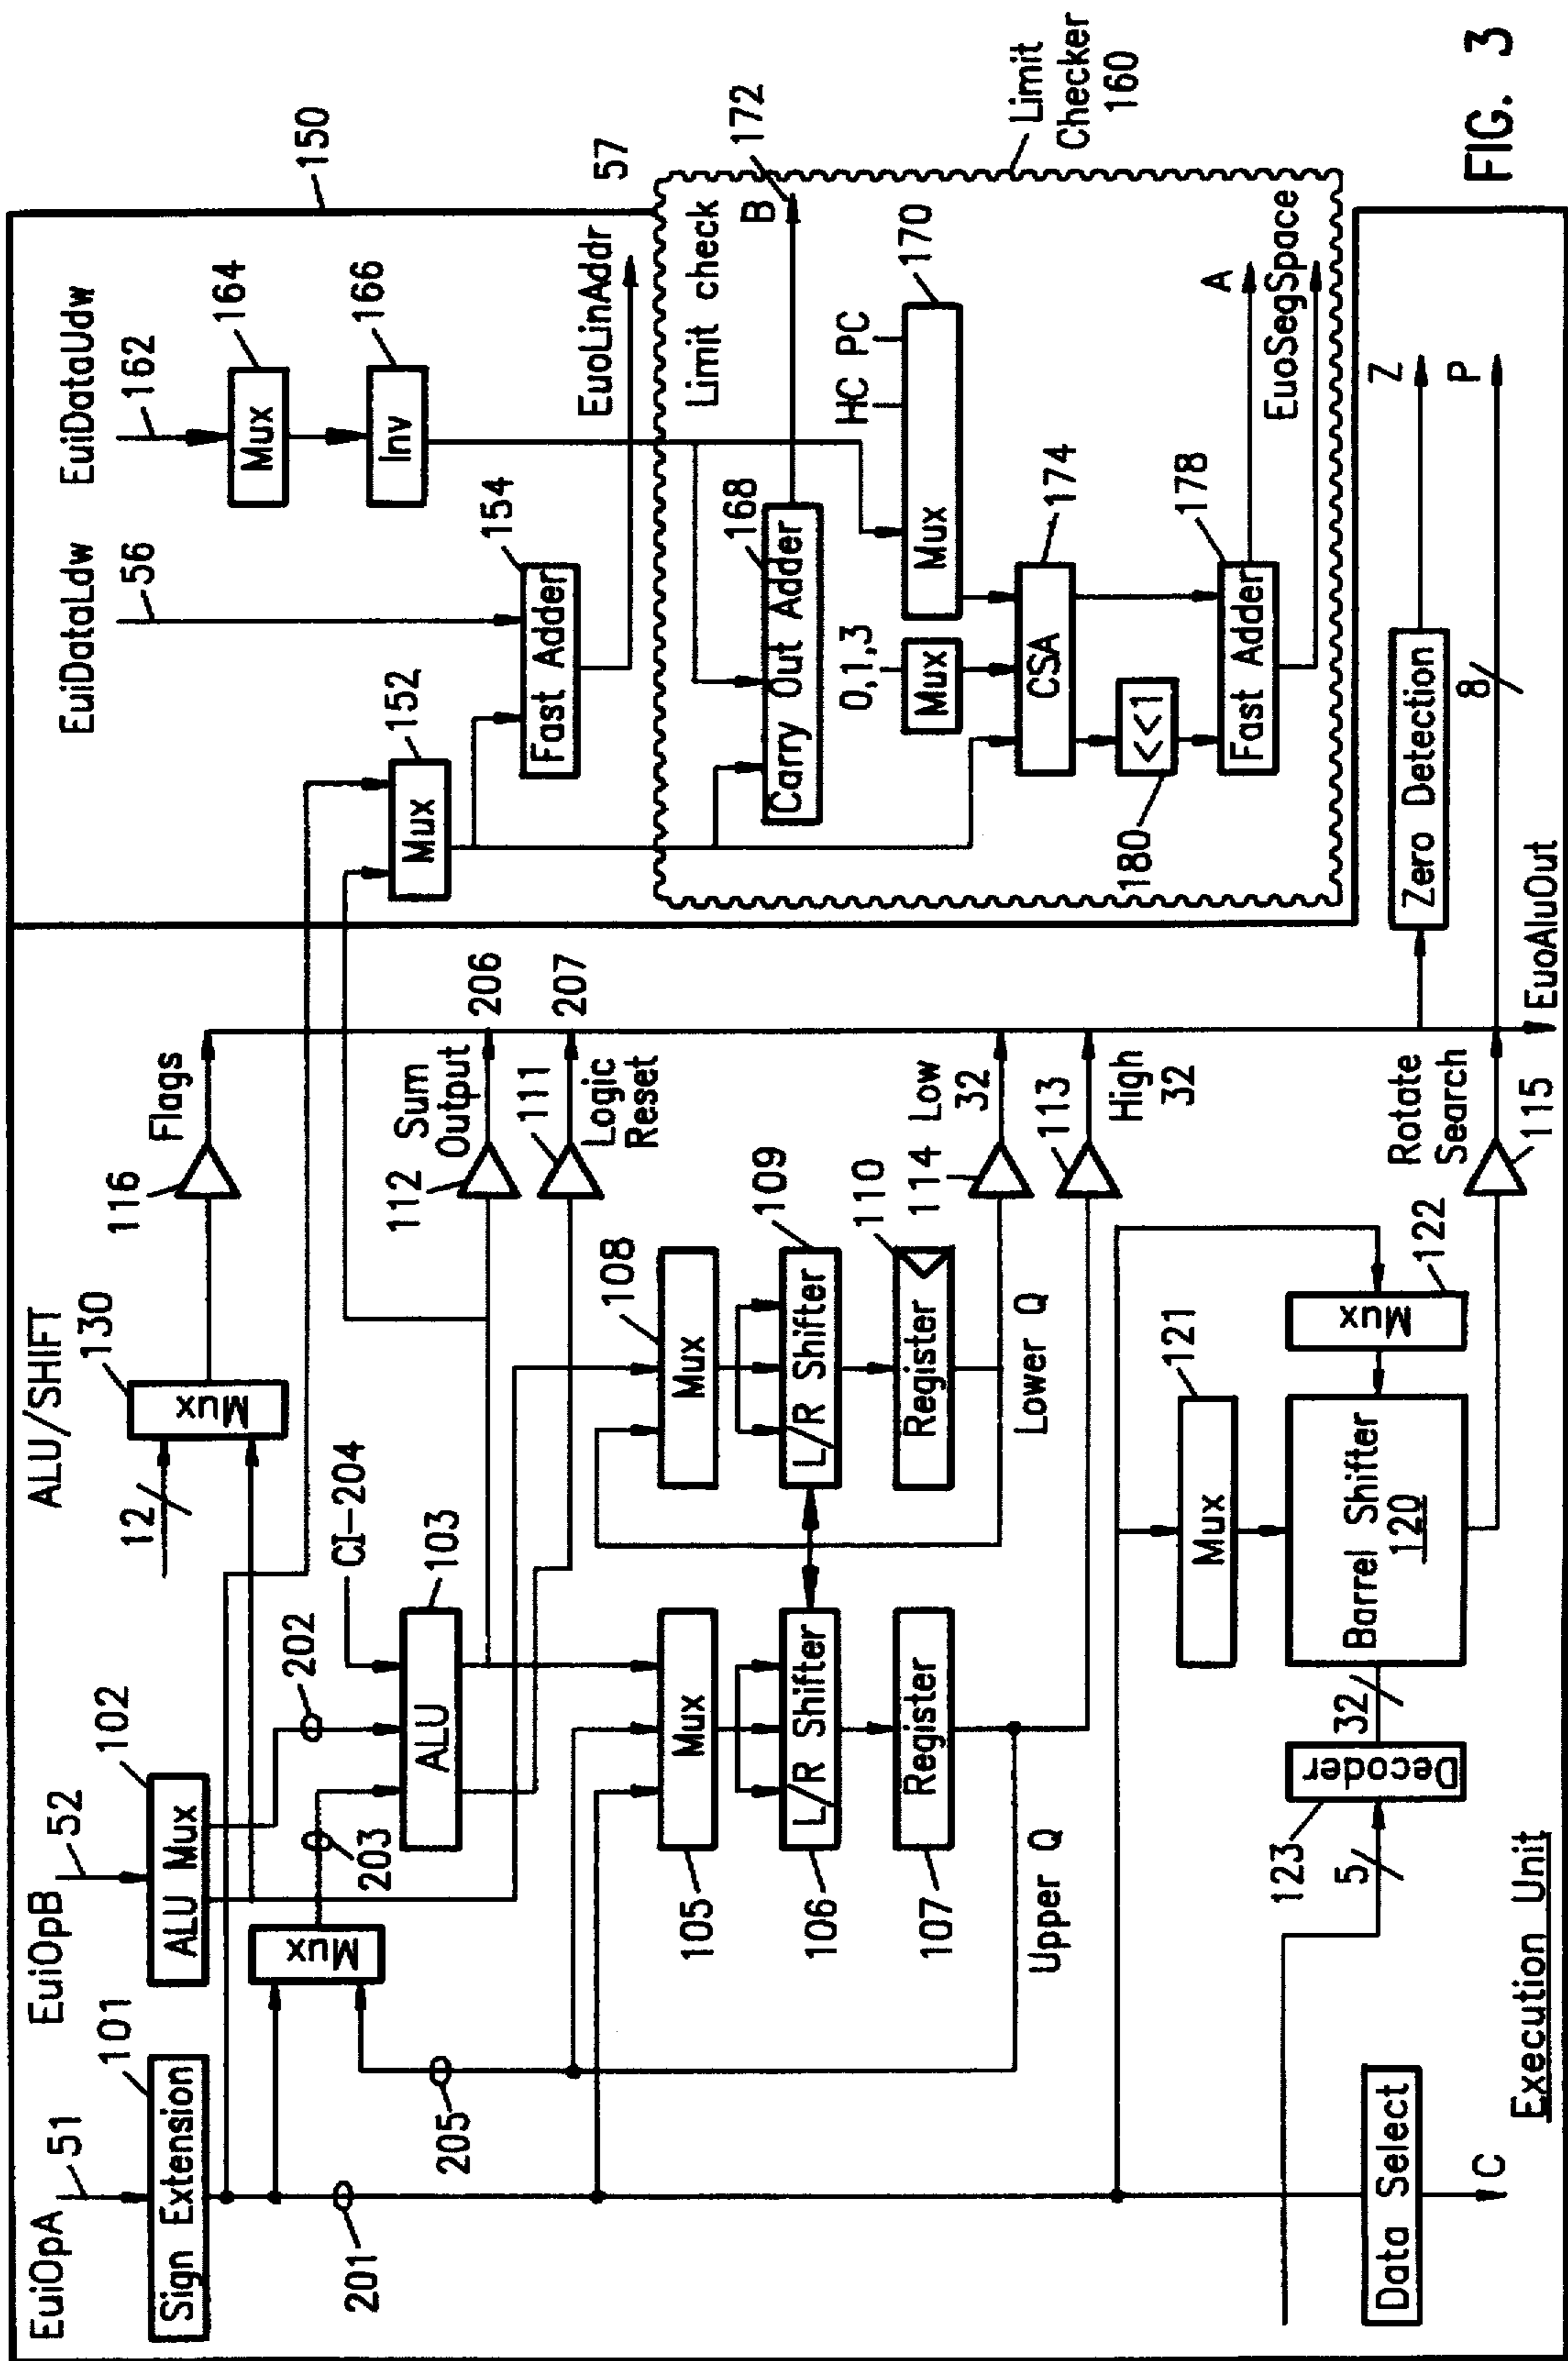 ALU/SHIFT
EuiOpA
51
EuiOpB
52
101
Sign Extension
102
ALU Mux
201
205
Mux
203
202
CI-204
103
ALU
12
130
Mux
116
Flags
112
Sum
Output
206
111
Logic
Reset
207
105
Mux
106
L/R Shifter
107
Register
Upper Q
108
Mux
109
L/R Shifter
110
Register
Lower Q
114
Low
32
113
High
32
121
Mux
122
Mux
Barrel Shifter
120
32
Decoder
123
5
Rotate
Search
115
Data Select
C
EuoAluOut
Zero Detection
Z
8
P
150
EuiDataLdw
56
EuiDataUdw
162
152
Mux
154
Fast Adder
164
Mux
166
Inv
EuoLinAddr
57
Limit check
168
Carry Out Adder
B
172
HC PC
170
Mux
0,1,3
Mux
174
CSA
<<1
180
178
Fast Adder
A
EuoSegSpace
Limit
Checker
160
Execution Unit
FIG. 3